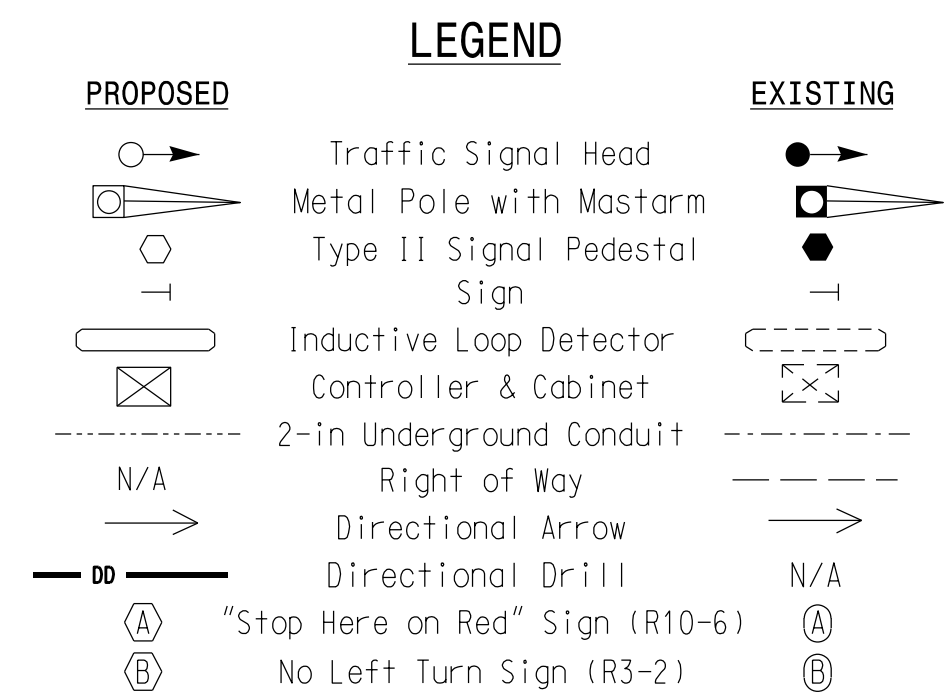 LEGEND
PROPOSED EXISTING
Traffic Signal Head
Metal Pole with Mastarm
Type II Signal Pedestal
Sign
Inductive Loop Detector
Controller & Cabinet
2-in Underground Conduit
N/A Right of Way
Directional Arrow
DD Directional Drill N/A
A "Stop Here on Red" Sign (R10-6) A
B No Left Turn Sign (R3-2) B